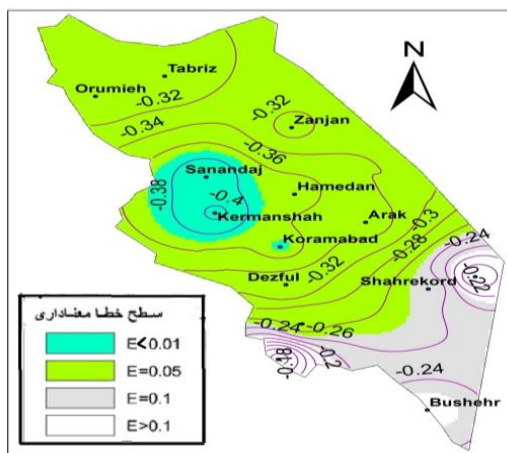 N
Tabriz
Orumieh
-0.32
-0.32
Zanjan
-0.34
-0.36
Sanandaj
-0.38
-0.4
Hamedan
Kermanshah
Arak
-0.3
Koramabad
-0.28
-0.24
Dezful
-0.32
Shahrekord
-0.22
-0.24
-0.26
-0.2
-0.18
-0.24
Bushehr
سطح خطا معناداری
E<0.01
E=0.05
E=0.1
E>0.1